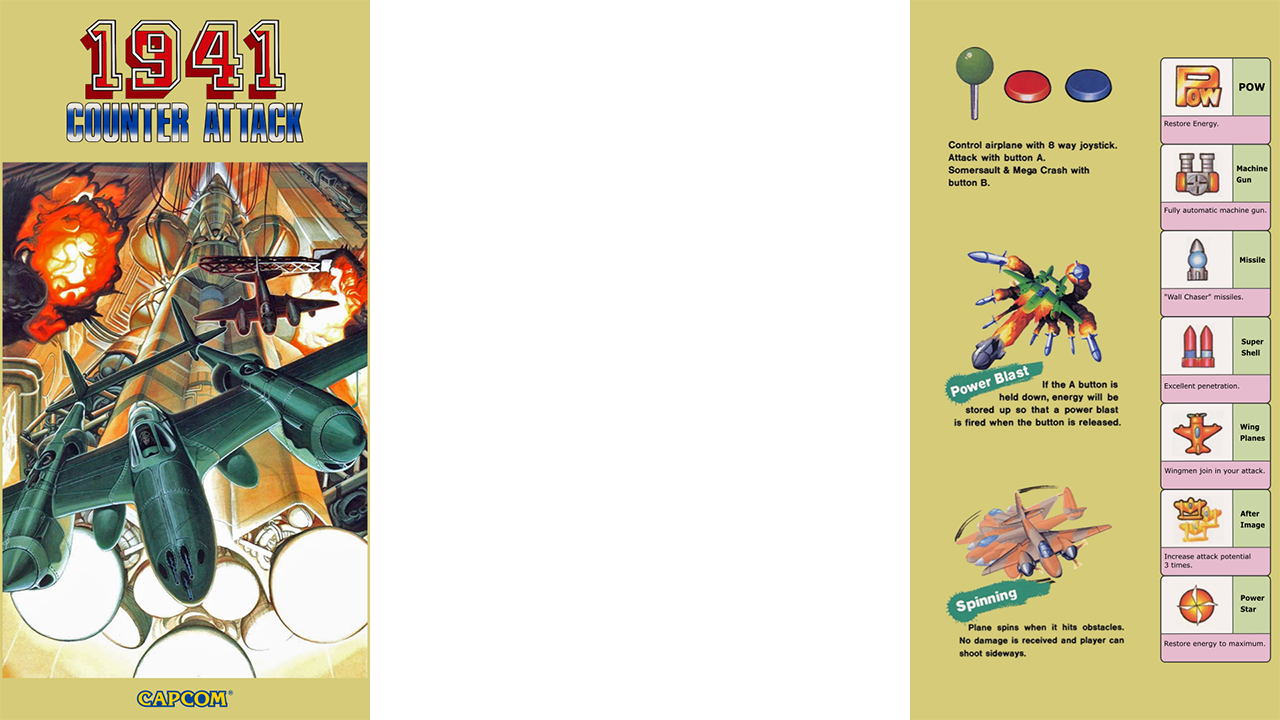 1941
COUNTER ATTACK
CAPCOM®
Control airplane with 8 way joystick.
Attack with button A.
Somersault & Mega Crash with
button B.
Power Blast
If the A button is
held down, energy will be
stored up so that a power blast
is fired when the button is released.
Spinning
Plane spins when it hits obstacles.
No damage is received and player can
shoot sideways.
POW
POW
Restore Energy.
Machine
Gun
Fully automatic machine gun.
Missile
"Wall Chaser" missiles.
Super
Shell
Excellent penetration.
Wing
Planes
Wingmen join in your attack.
After
Image
Increase attack potential
3 times.
Power
Star
Restore energy to maximum.